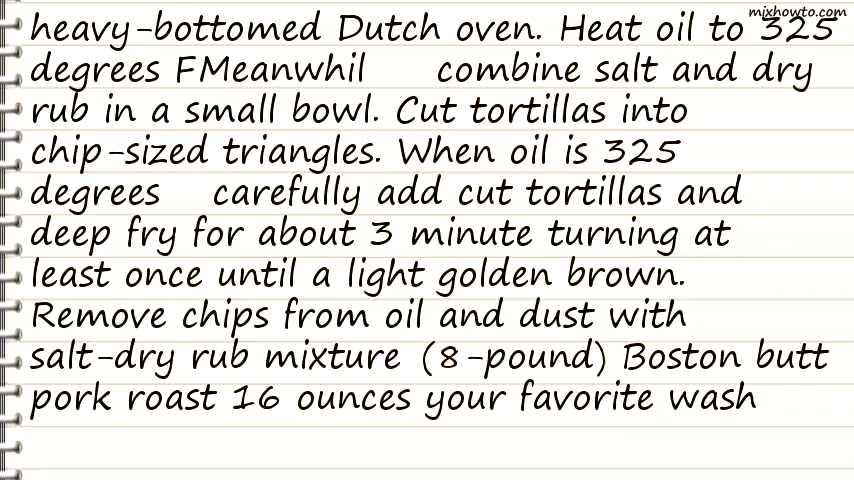 mixhowto.com
heavy-bottomed Dutch oven. Heat oil to 325
degrees FMeanwhil combine salt and dry
rub in a small bowl. Cut tortillas into
chip-sized triangles. When oil is 325
degrees carefully add cut tortillas and
deep fry for about 3 minute turning at
least once until a light golden brown.
Remove chips from oil and dust with
salt-dry rub mixture (8-pound) Boston butt
pork roast 16 ounces your favorite wash